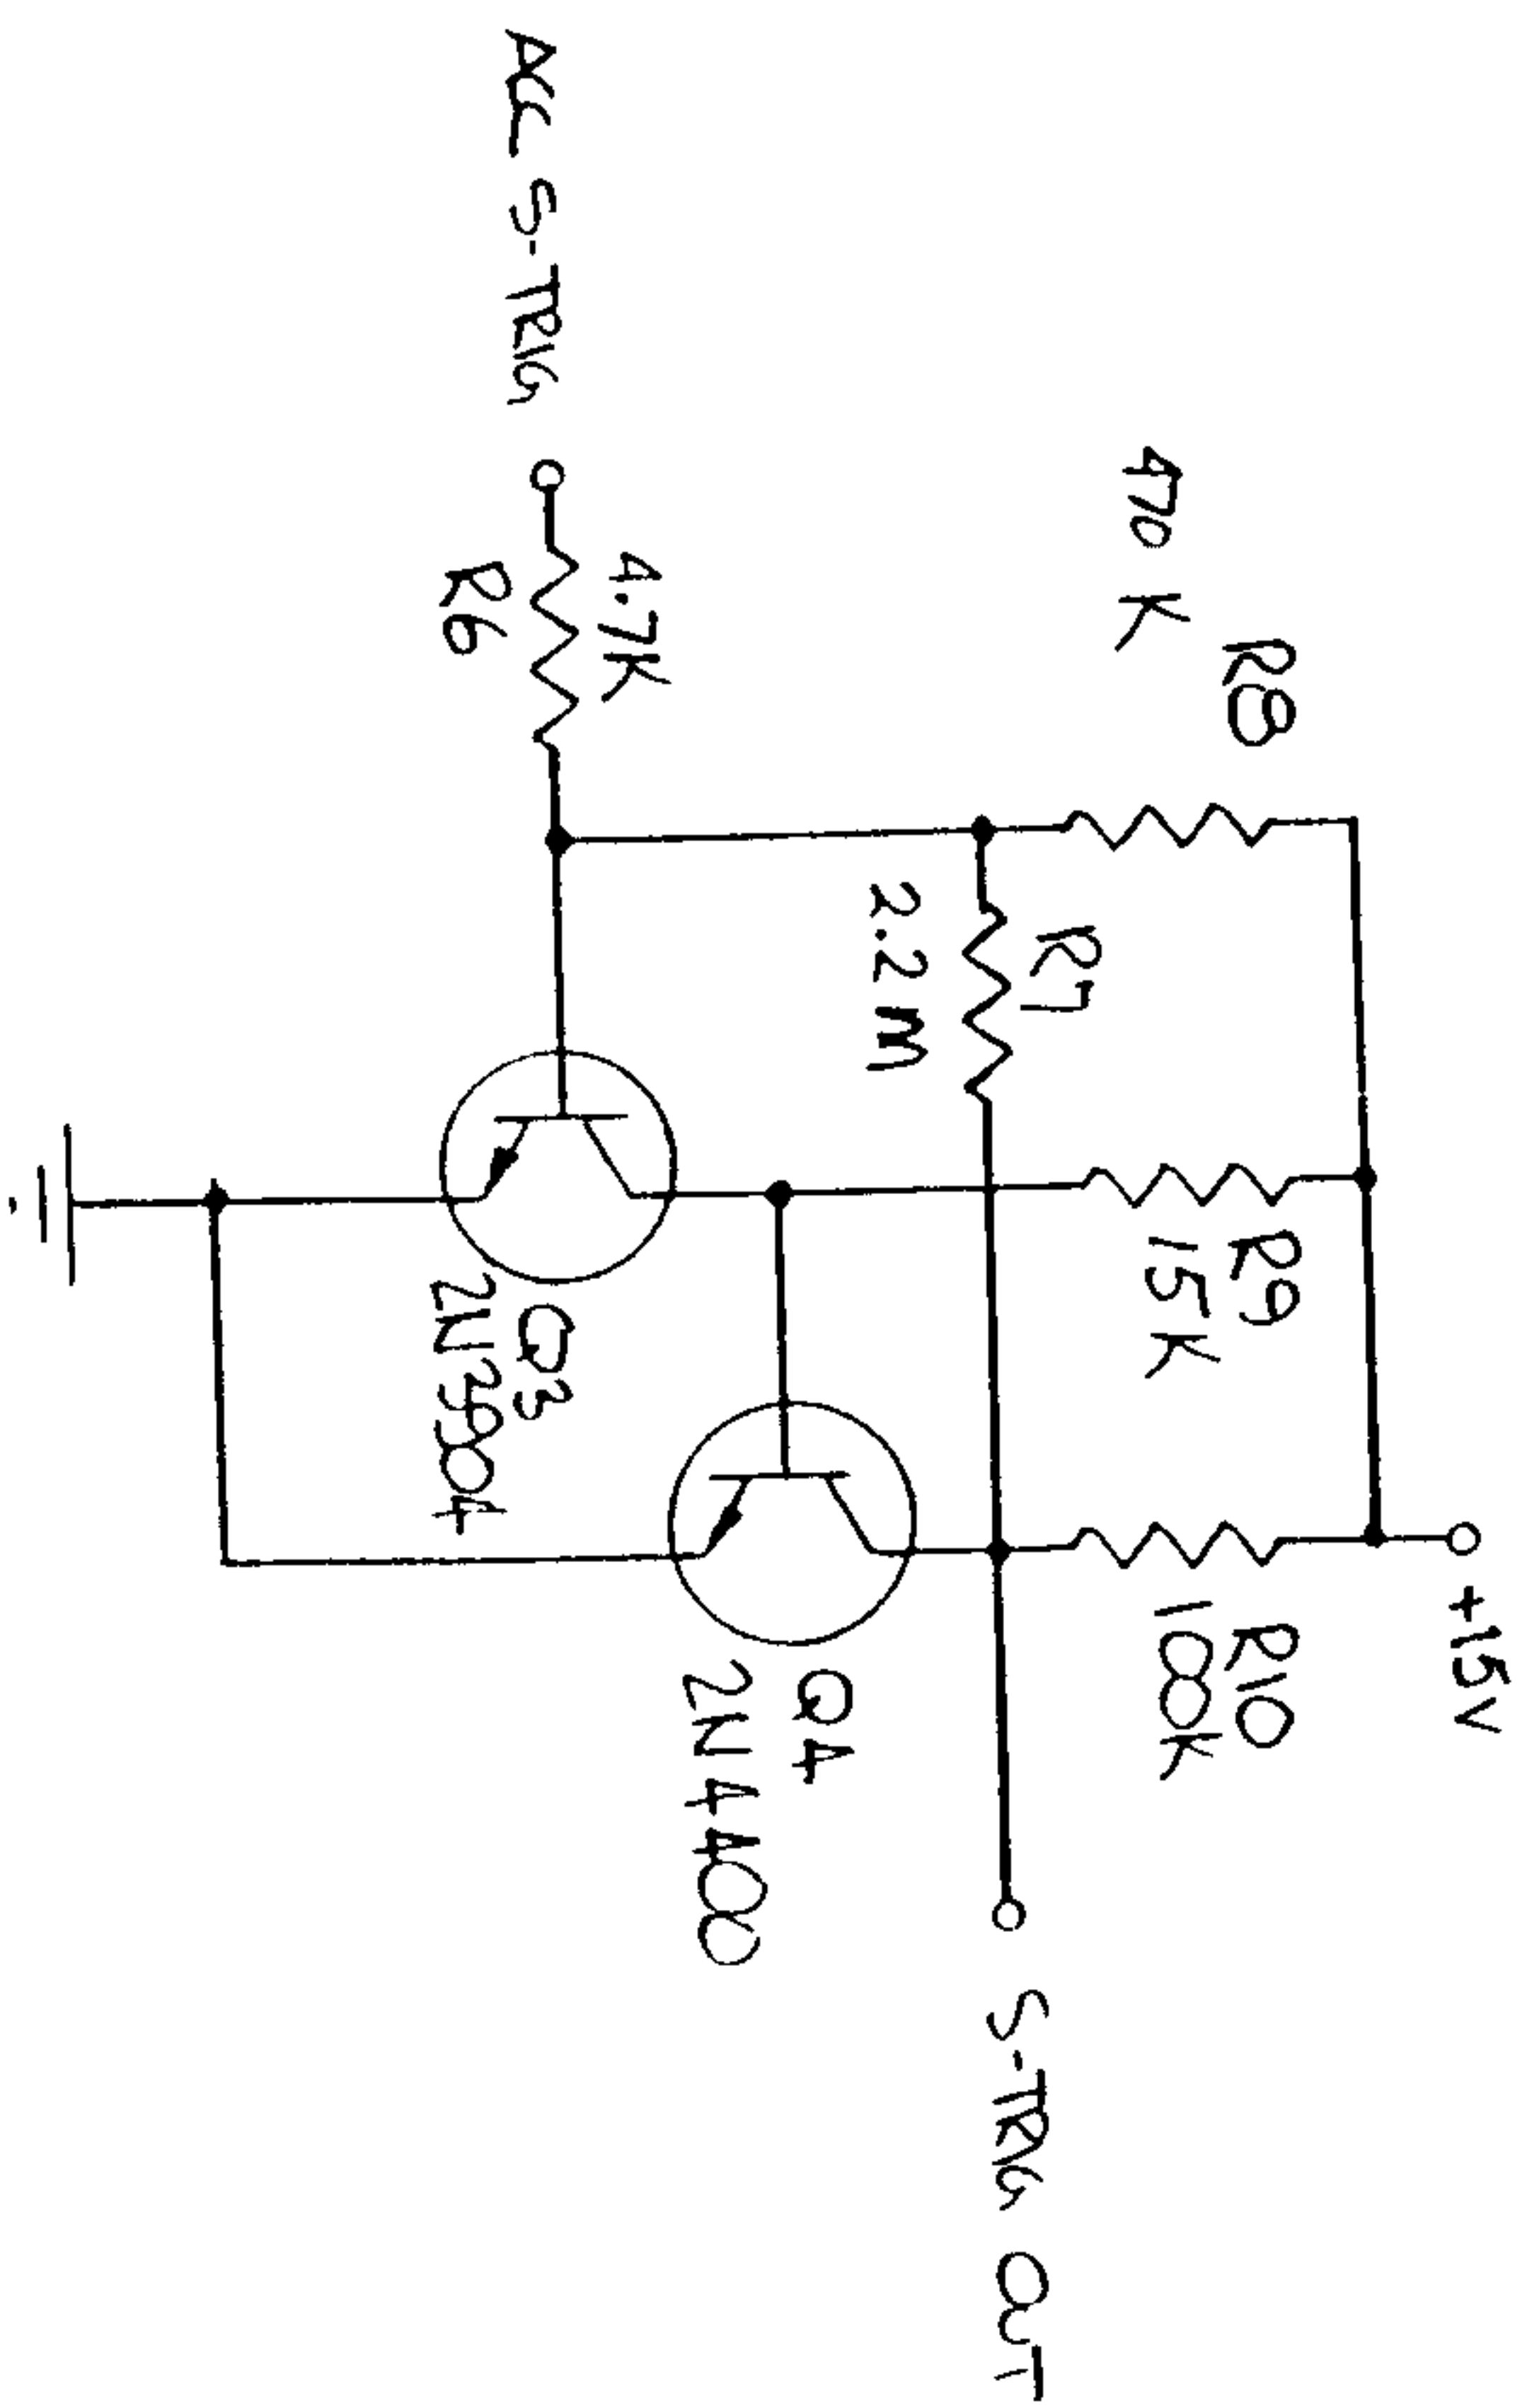 +15V
R8
470 K
R9
15K
R10
100K
R7
2.2M
S-TRIG OUT
4.7K
R6
ACC S-TRIG
Q4
2N4400
Q3
2N3904